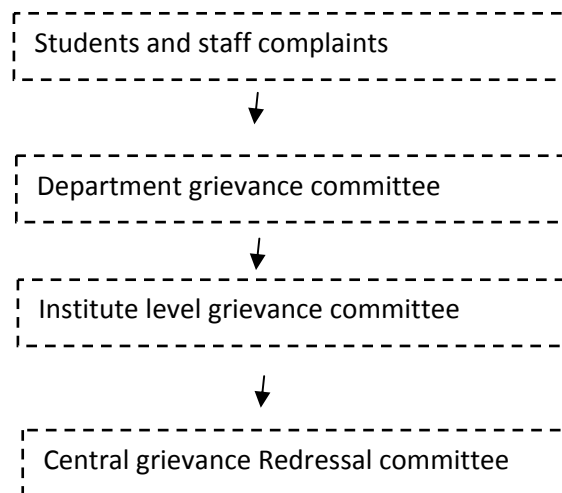 Students and staff complaints
Department grievance committee
Institute level grievance committee
Central grievance Redressal committee